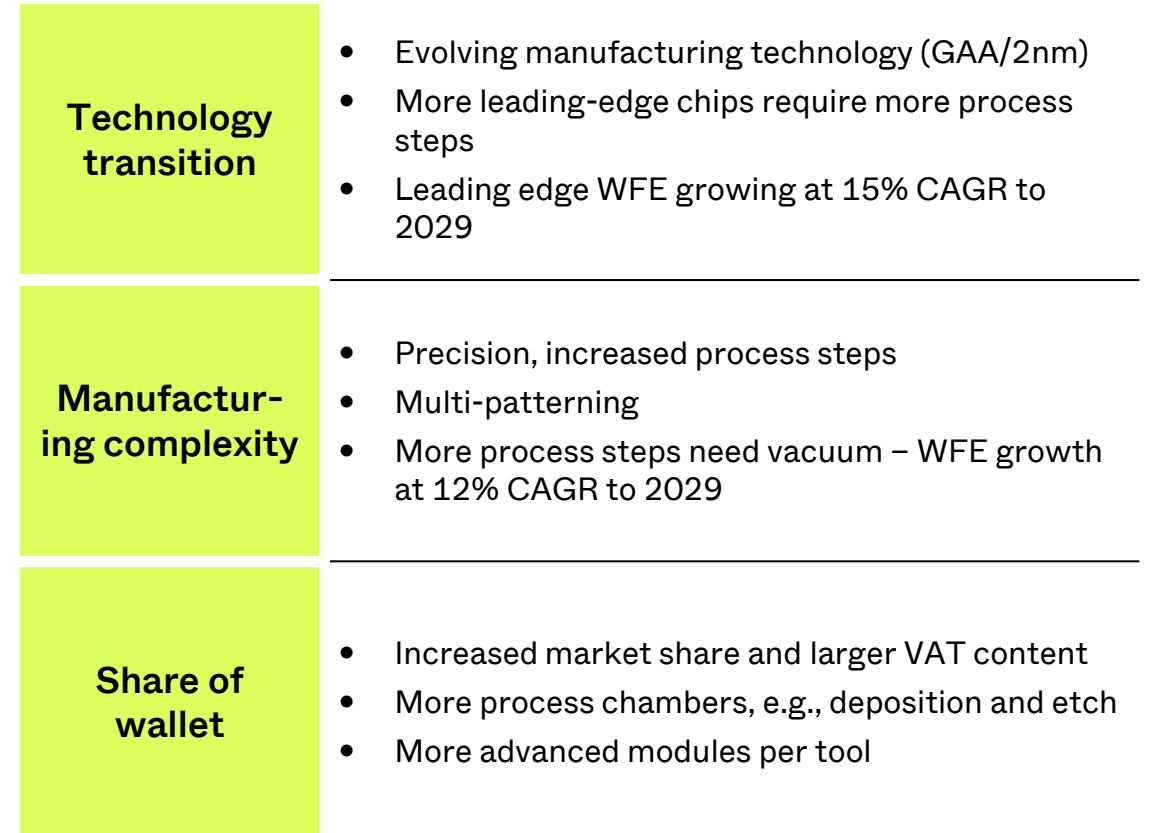 Technology
transition
• Evolving manufacturing technology (GAA/2nm)
• More leading-edge chips require more process
steps
• Leading edge WFE growing at 15% CAGR to
2029
Manufactur-
ing complexity
• Precision, increased process steps
• Multi-patterning
• More process steps need vacuum – WFE growth
at 12% CAGR to 2029
Share of
wallet
• Increased market share and larger VAT content
• More process chambers, e.g., deposition and etch
• More advanced modules per tool